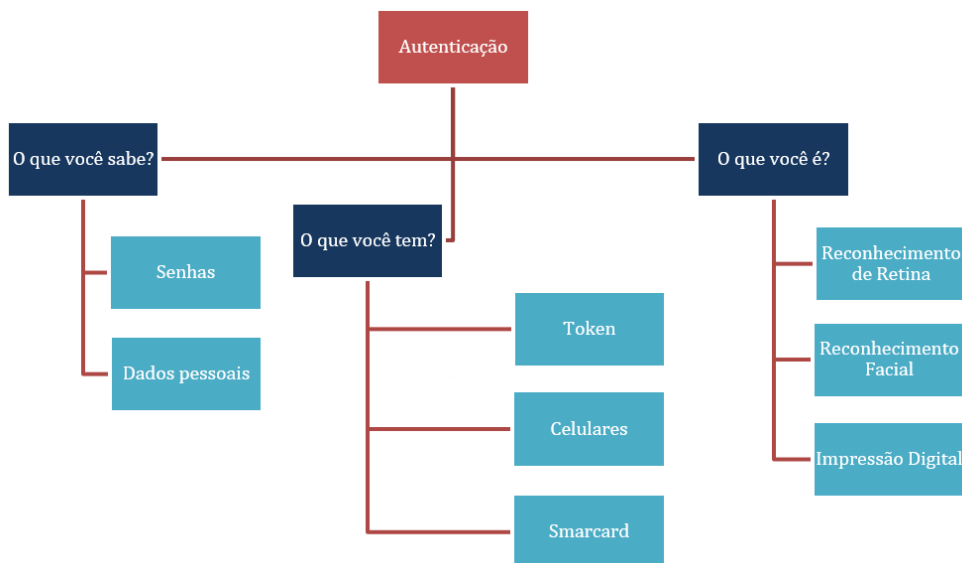 Autenticação
O que você sabe?
Senhas
Dados pessoais
O que você tem?
Token
Celulares
Smarcard
O que você é?
Reconhecimento
de Retina
Reconhecimento
Facial
Impressão Digital